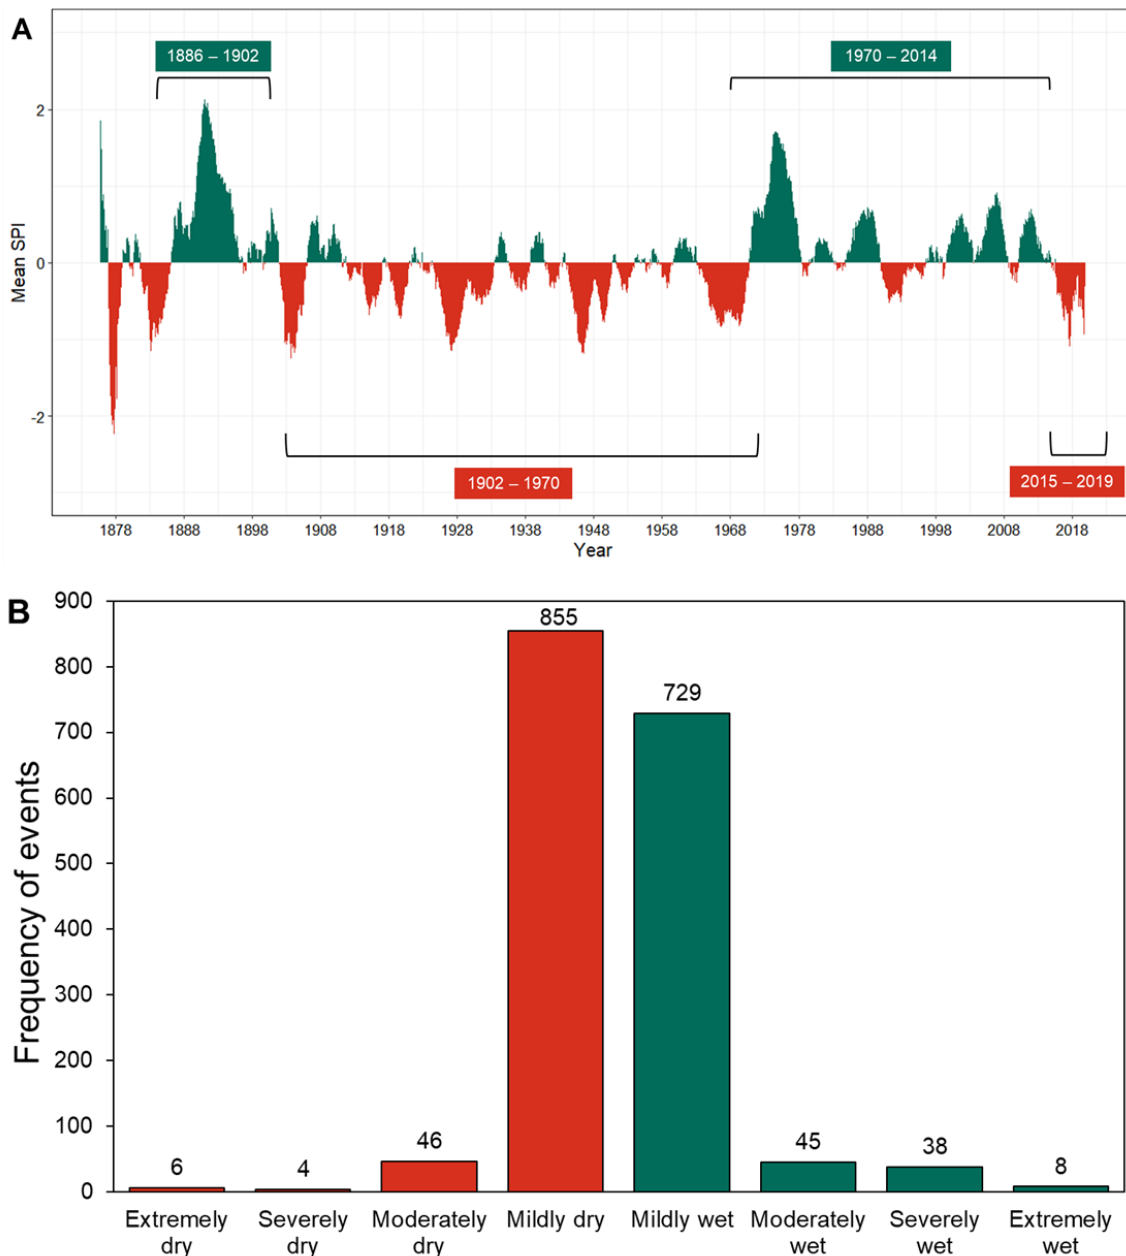 A
1886 – 1902
1970 – 2014
2
0
-2
Mean SPI
1902 – 1970
2015 – 2019
1878 1888 1898 1908 1918 1928 1938 1948 1958 1968 1978 1988 1998 2008 2018
Year
B
900
800
700
600
500
400
300
200
100
0
Frequency of events
6
4
46
855
729
45
38
8
Extremely dry
Severely dry
Moderately dry
Mildly dry
Mildly wet
Moderately wet
Severely wet
Extremely wet